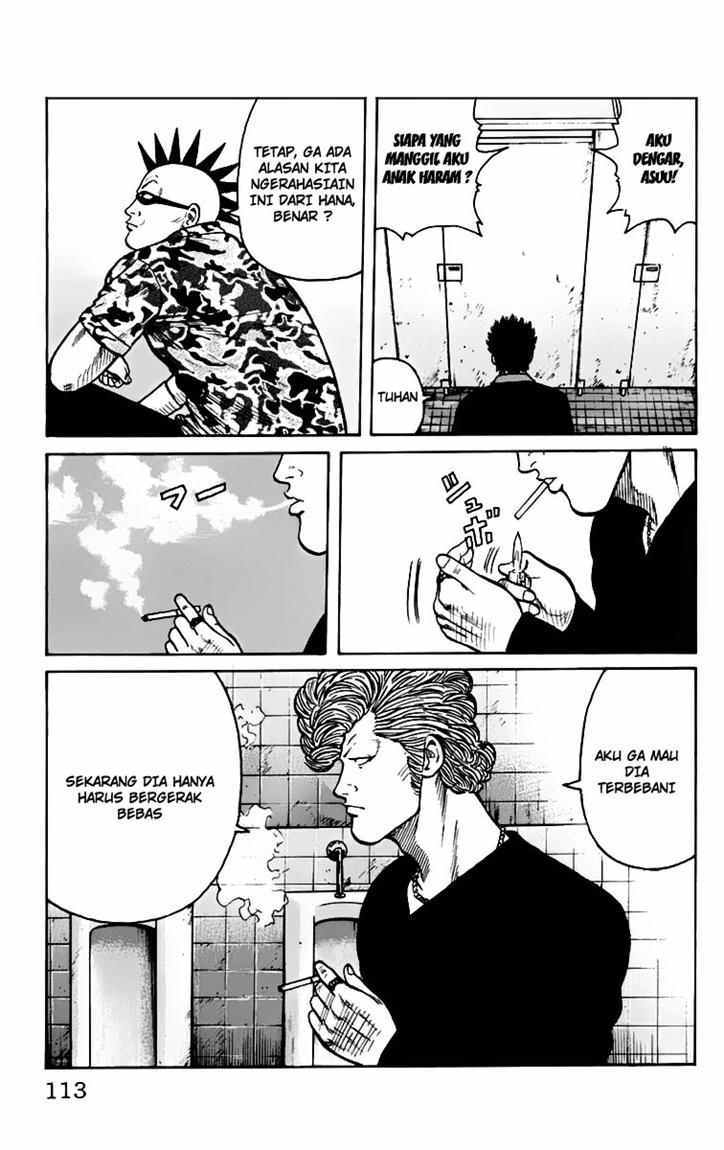 AKU
DENGAR,
ASUU!
SIAPA YANG
MANGGIL AKU
ANAK HARAM ?
TUHAN
TETAP, GA ADA
ALASAN KITA
NGERAHASIAIN
INI DARI HANA,
BENAR ?
シュボ
フー
AKU GA MAU
DIA
TERBEBANI
SEKARANG DIA HANYA
HARUS BERGERAK
BEBAS
113